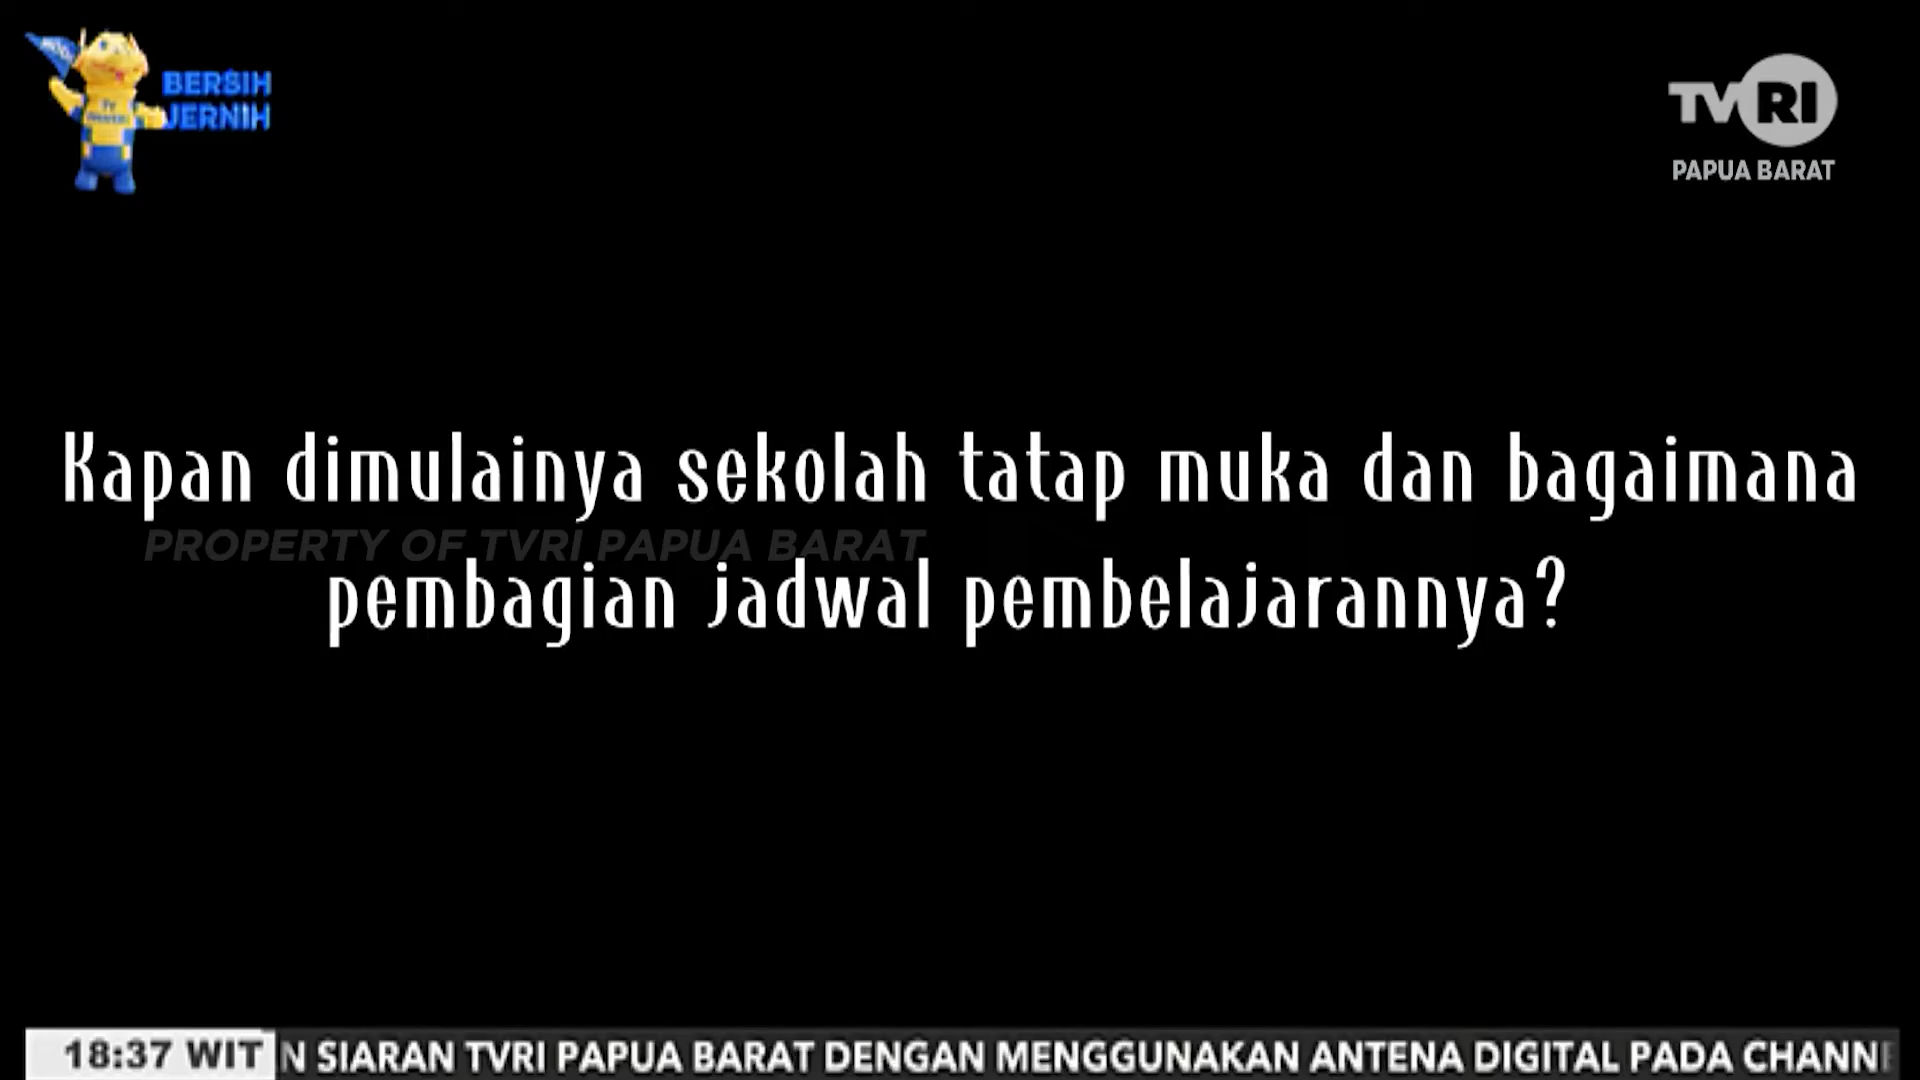 BERSIH
JERNIH
TVRI
PAPUA BARAT
Kapan dimulainya sekolah tatap muka dan bagaimana
PROPERTY OF TVRI PAPUA BARAT
pembagian jadwal pembelajarannya?
18:37 WIT
N SIARAN TVRI PAPUA BARAT DENGAN MENGGUNAKAN ANTENA DIGITAL PADA CHANN